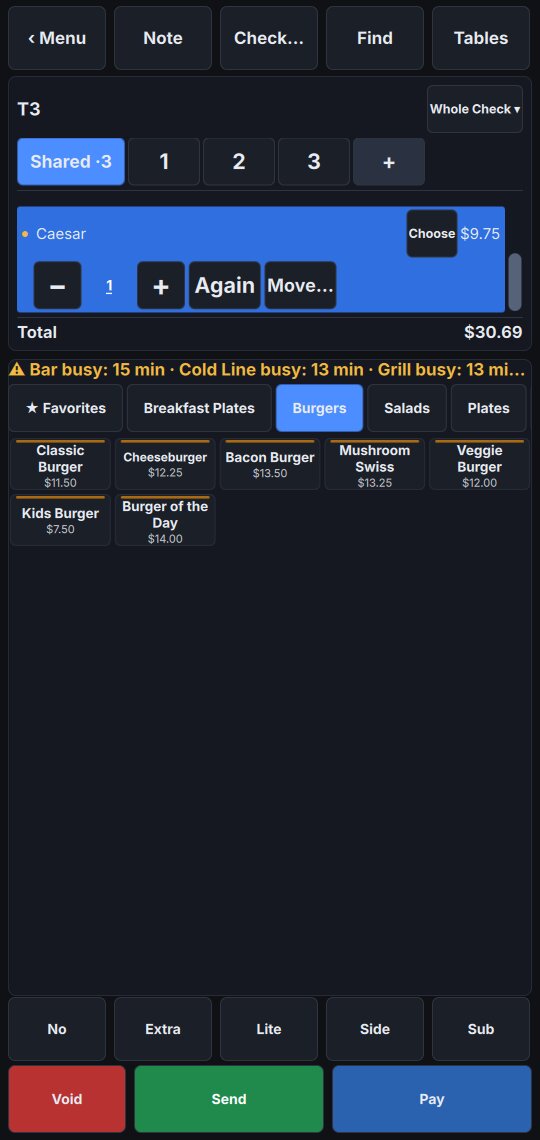 ‹ Menu Note Check... Find Tables
T3 Whole Check ▾
Shared ·3 1 2 3 +
Caesar Choose $9.75
− 1 + Again Move...
Total $30.69
⚠ Bar busy: 15 min · Cold Line busy: 13 min · Grill busy: 13 mi...
★ Favorites Breakfast Plates Burgers Salads Plates
Classic Burger $11.50
Cheeseburger $12.25
Bacon Burger $13.50
Mushroom Swiss $13.25
Veggie Burger $12.00
Kids Burger $7.50
Burger of the Day $14.00
No Extra Lite Side Sub
Void Send Pay